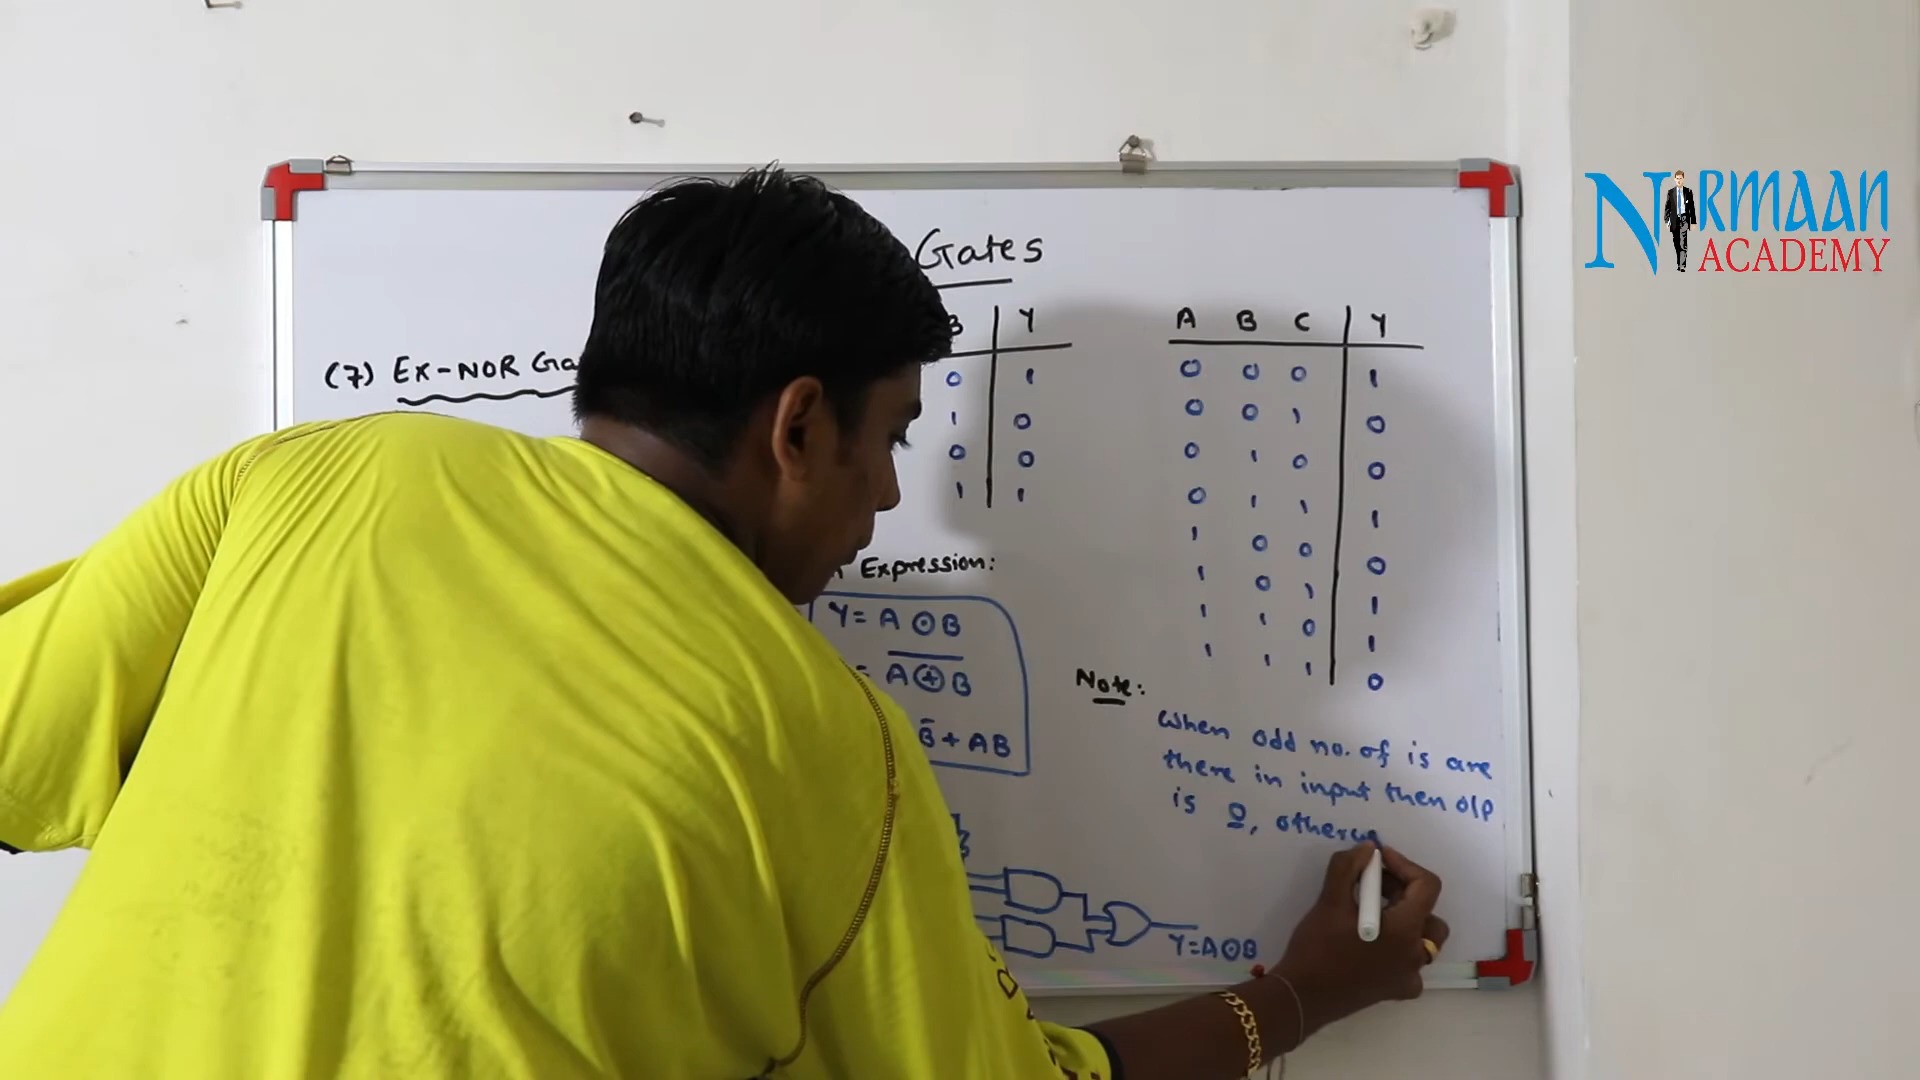 NIRMAAN
ACADEMY
Gates
(7) Ex-NOR Ga
B Y
0 1
1 0
0 0
1 1
Expression:
Y = A ⊙ B
= \overline{A ⊕ B}
B̄ + AB
Y=A⊙B
A B C Y
0 0 0 1
0 0 1 0
0 1 0 0
0 1 1 1
1 0 0 0
1 0 1 1
1 1 0 1
1 1 1 0
Note:
When odd no. of 1s are
there in input then o/p
is 0, otherw